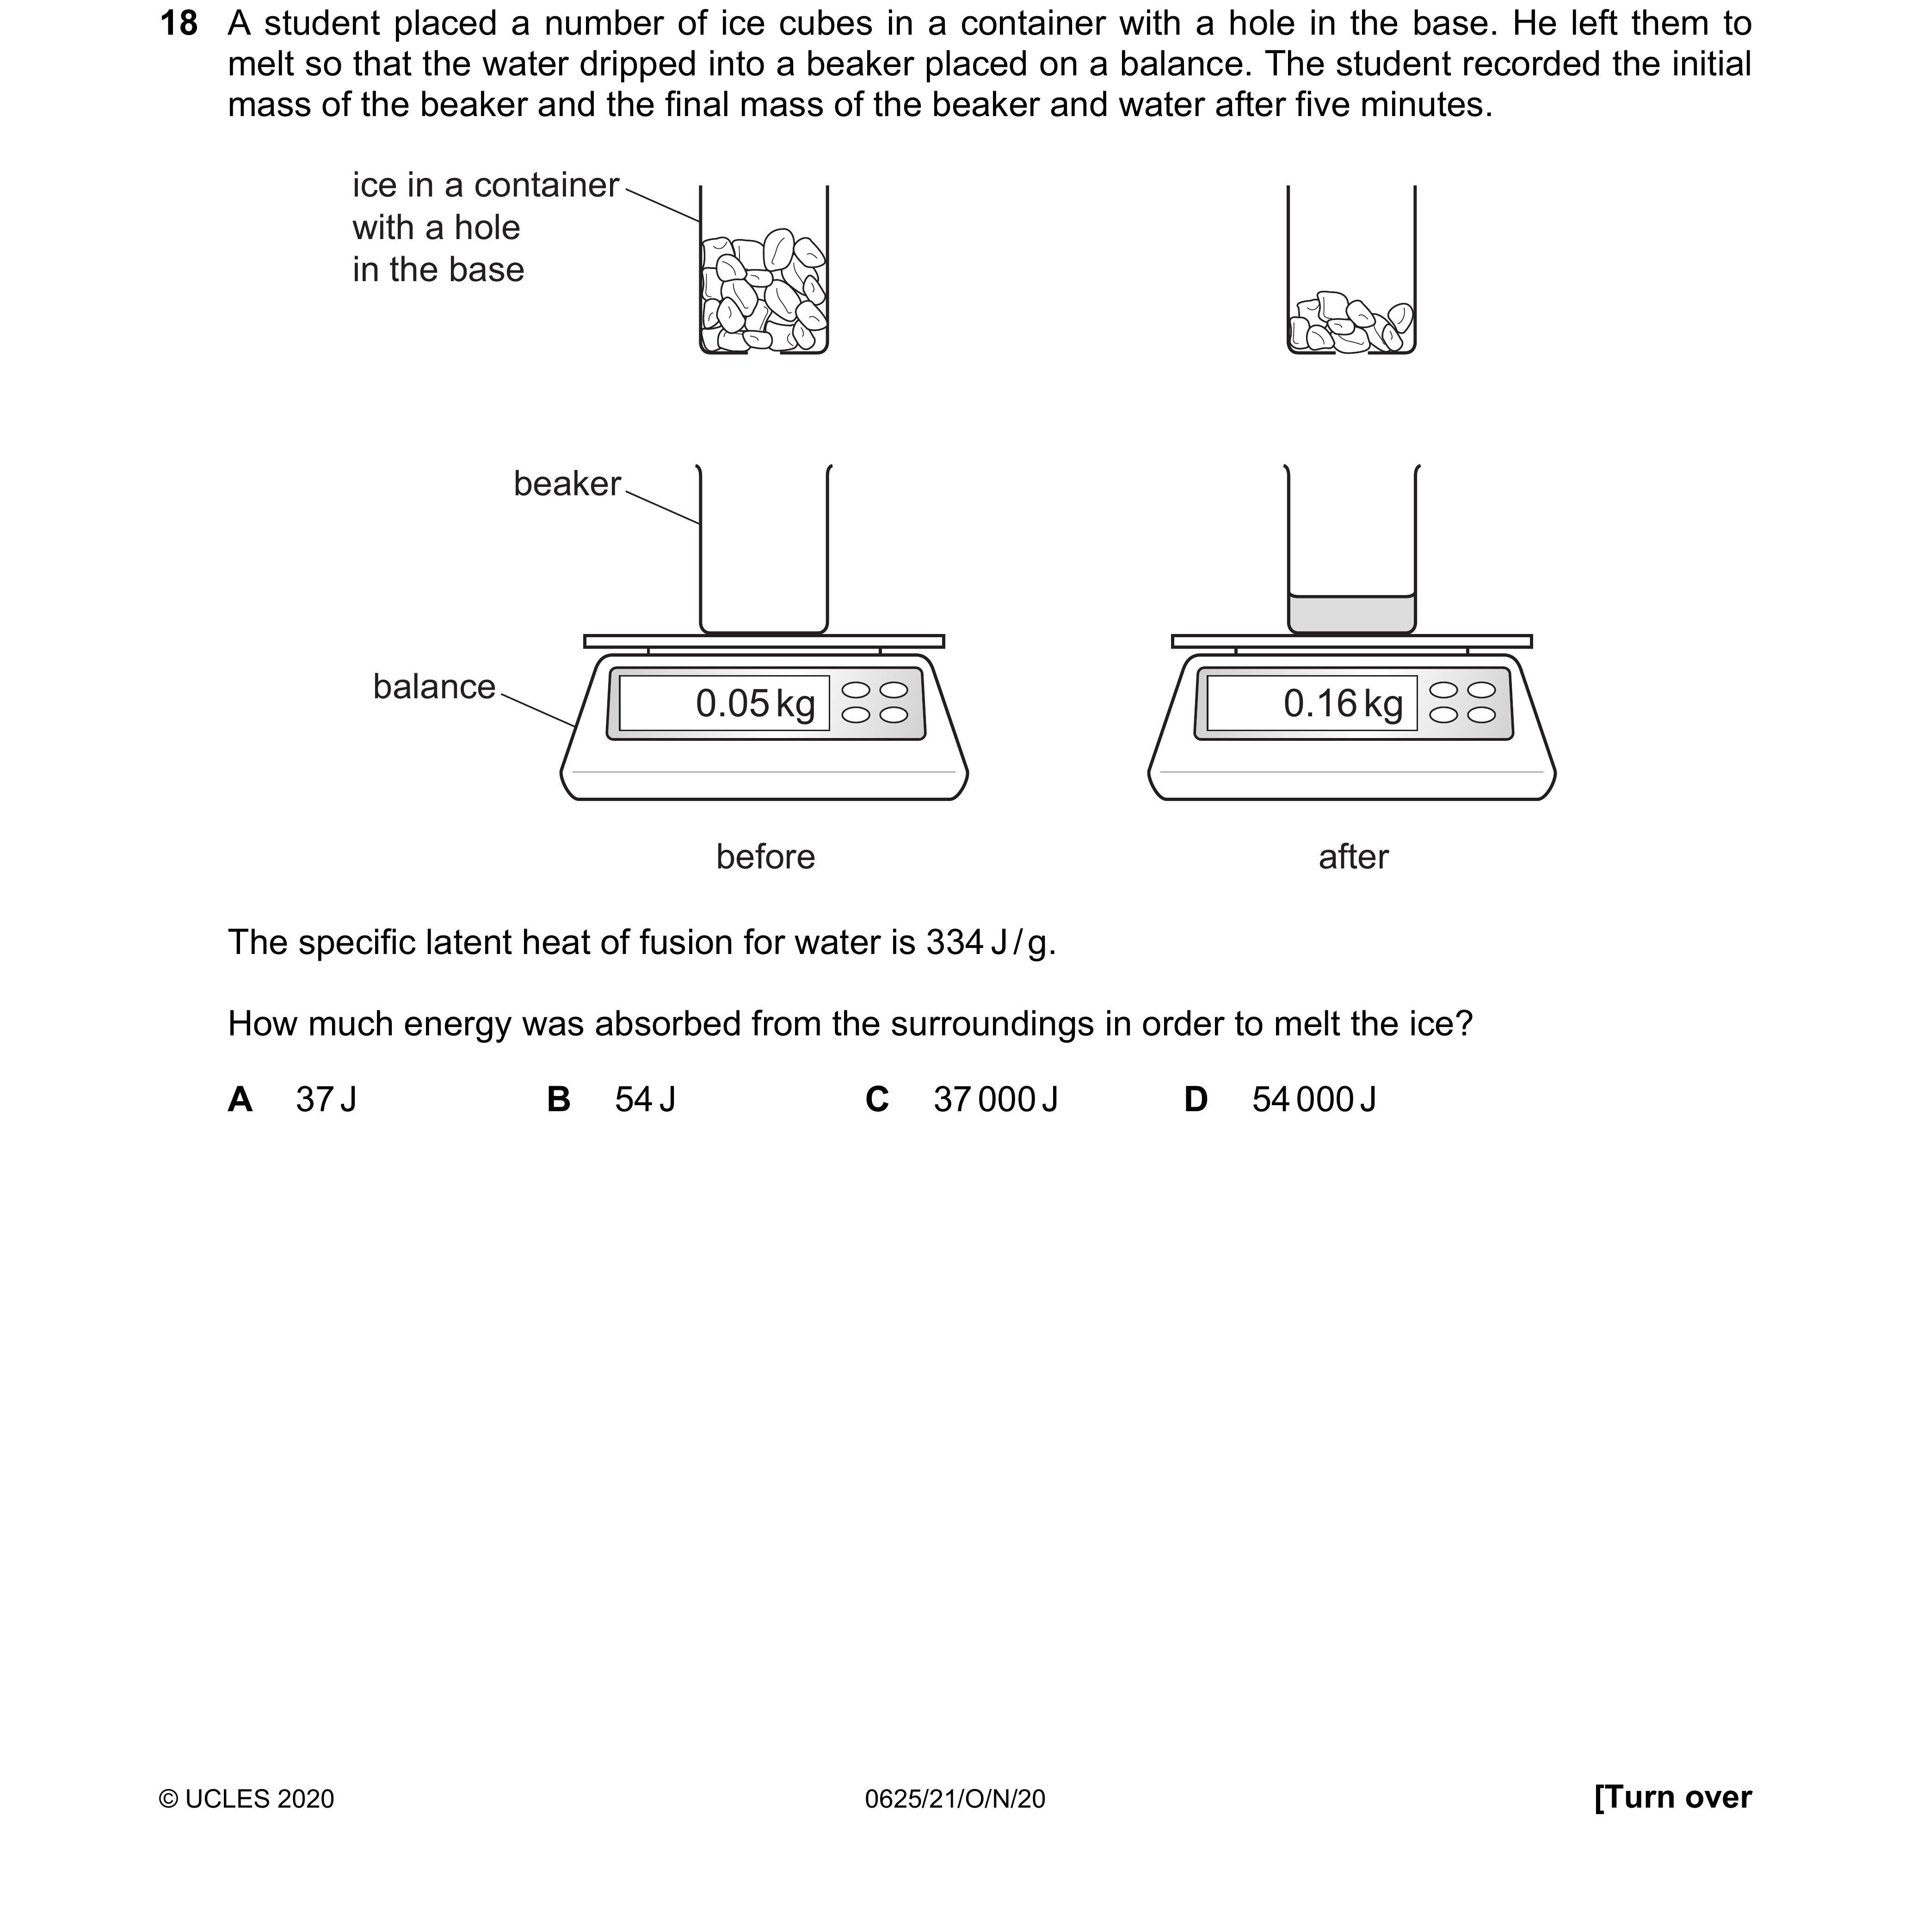 18 A student placed a number of ice cubes in a container with a hole in the base. He left them to
melt so that the water dripped into a beaker placed on a balance. The student recorded the initial
mass of the beaker and the final mass of the beaker and water after five minutes.
ice in a container
with a hole
in the base
beaker
balance
0.05 kg
0.16 kg
before
after
The specific latent heat of fusion for water is 334 J / g.
How much energy was absorbed from the surroundings in order to melt the ice?
A 37 J B 54 J C 37 000 J D 54 000 J
© UCLES 2020 0625/21/O/N/20 [Turn over